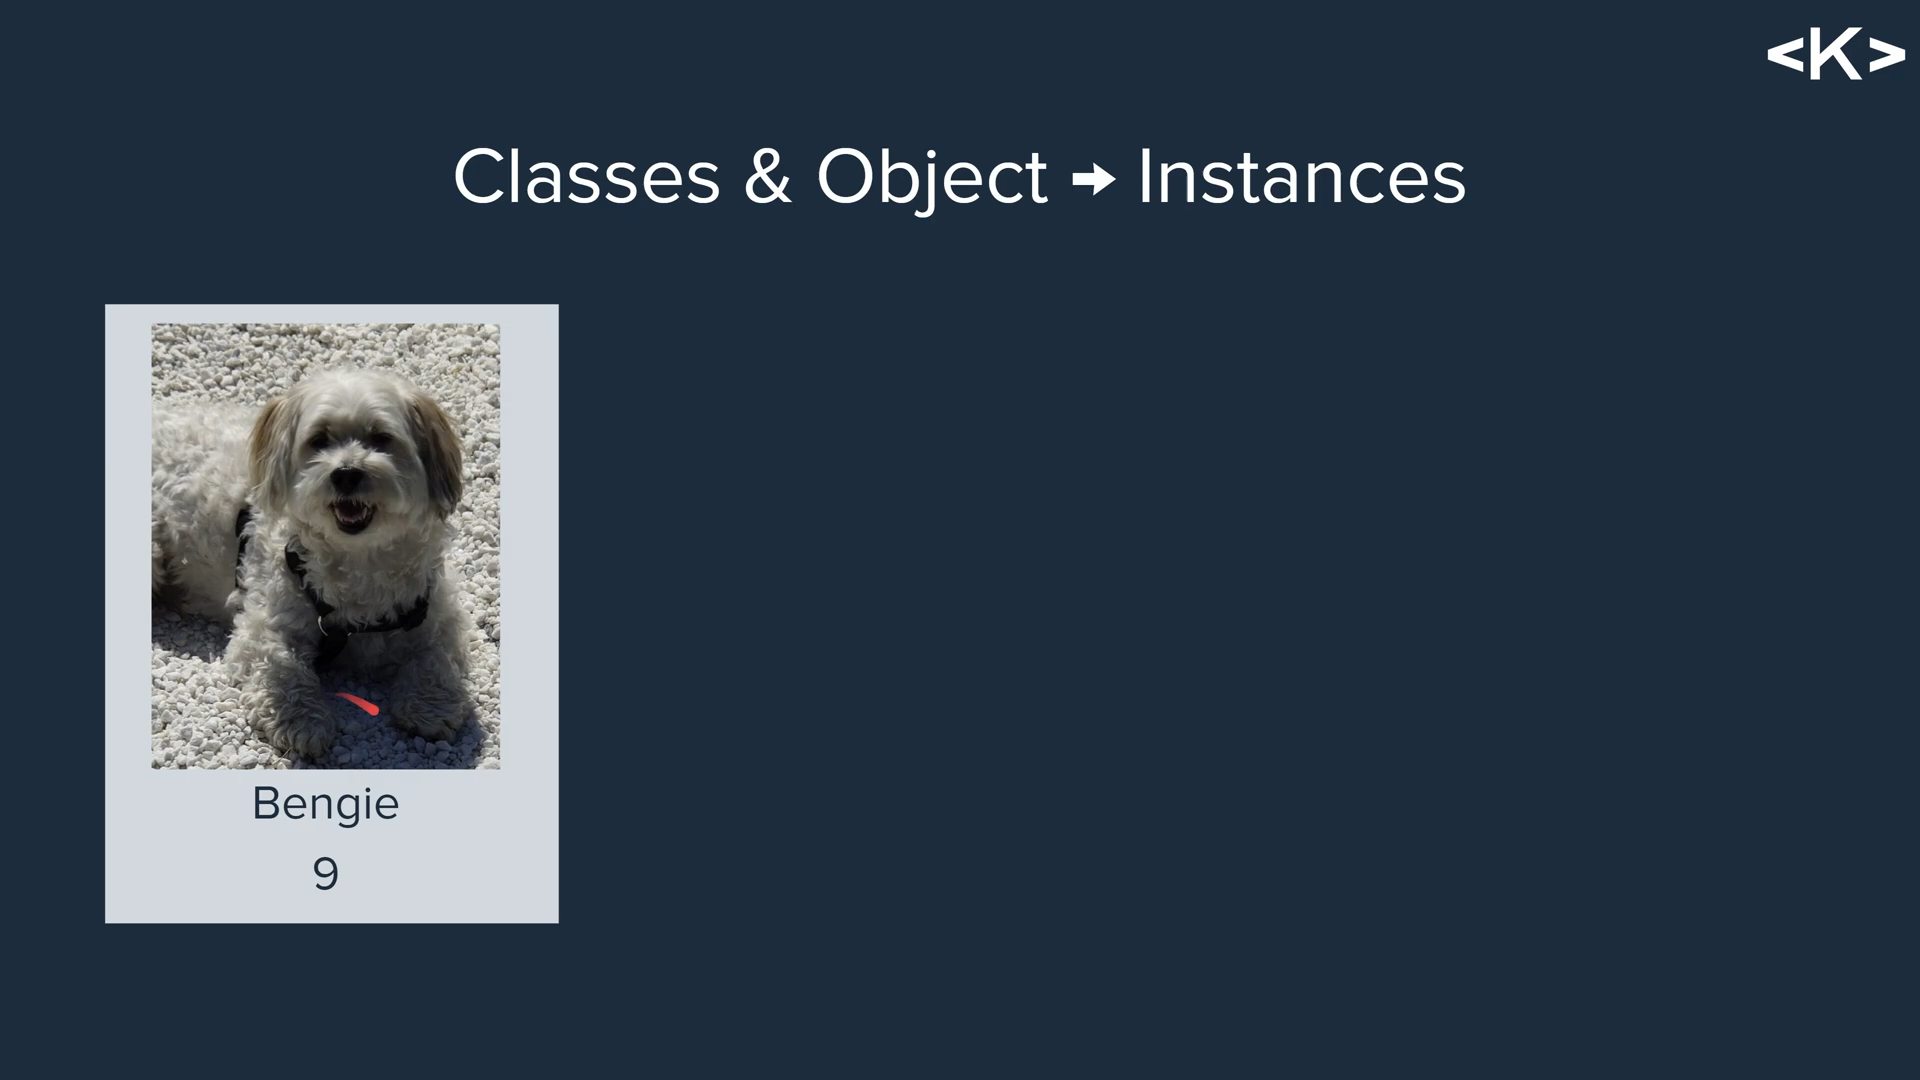 <K>
Classes & Object ➡ Instances
Bengie
9